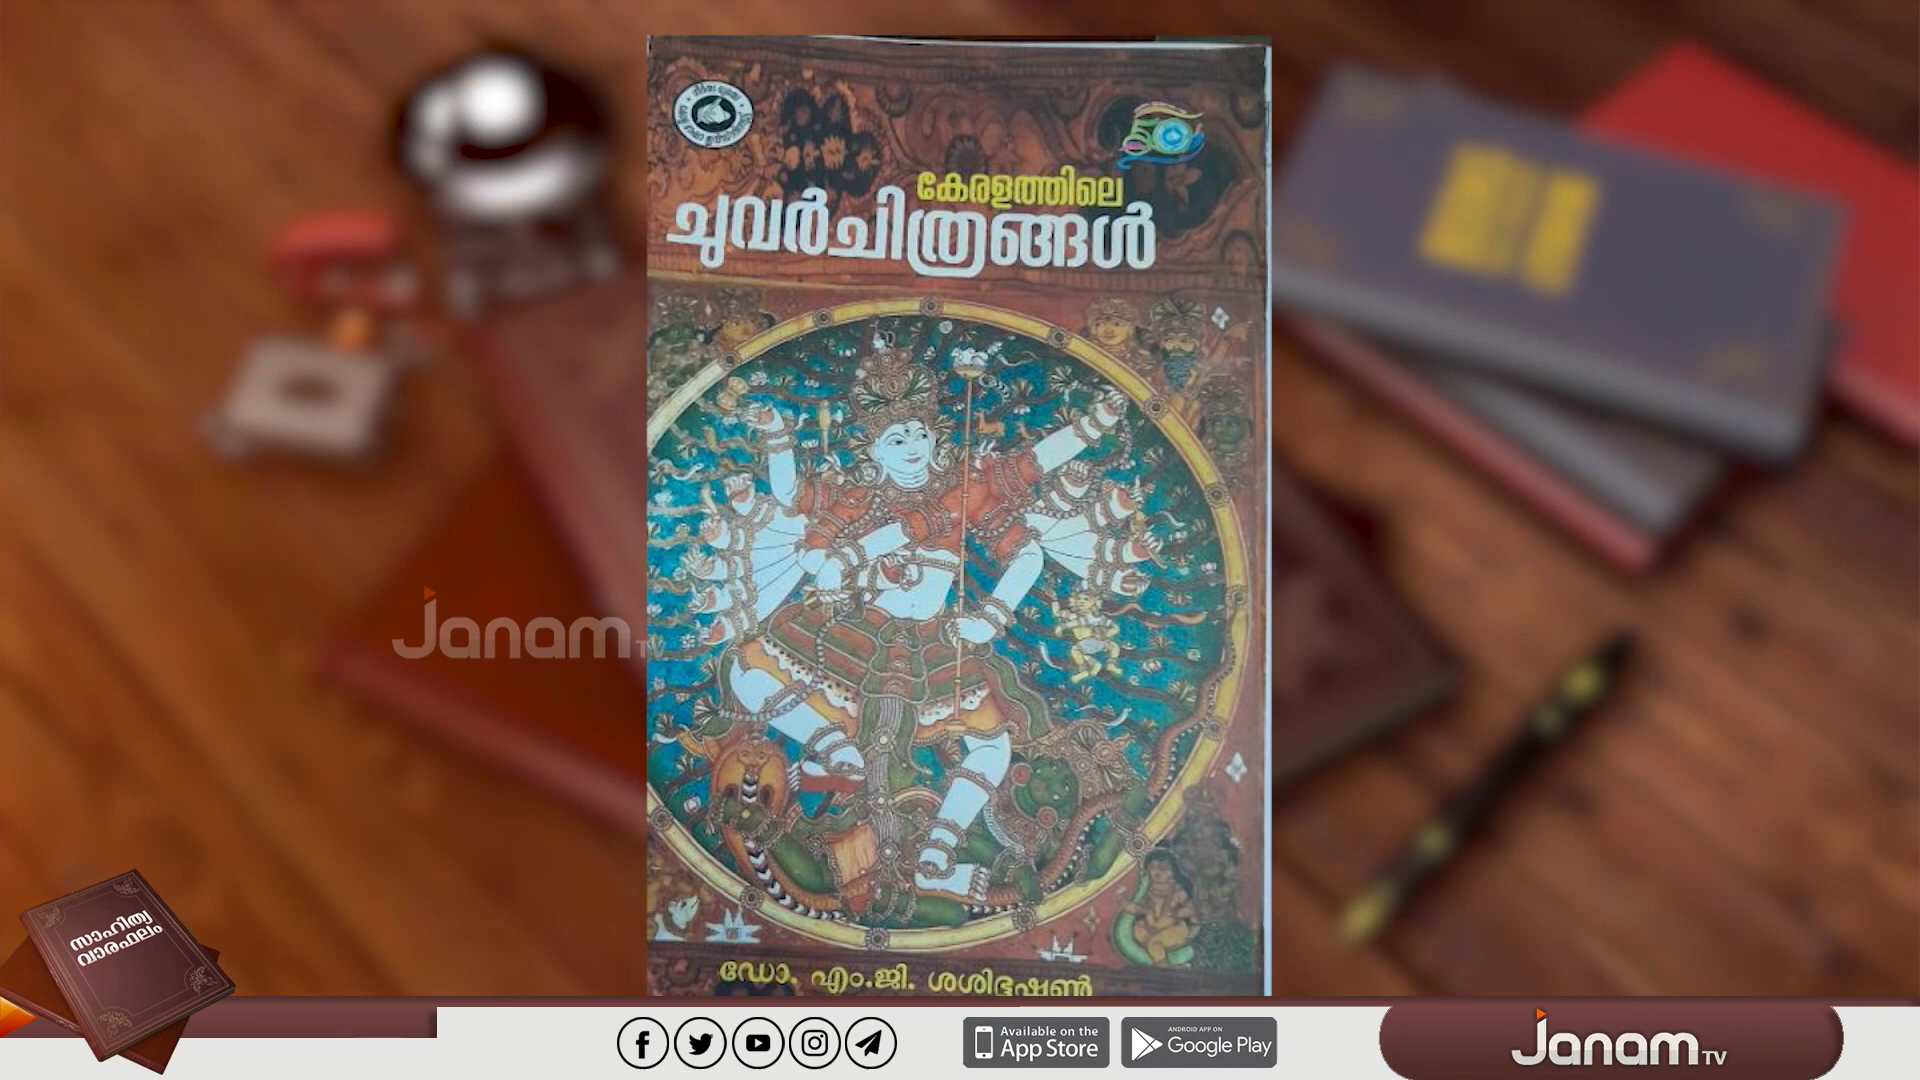 കേരളത്തിലെ
ചുവർചിത്രങ്ങൾ
ഡോ. എം.ജി. ശശിഭൂഷൺ
Janam TV
സാഹിത്യ
വാരഫലം
Available on the
App Store
ANDROID APP ON
Google Play
Janam TV